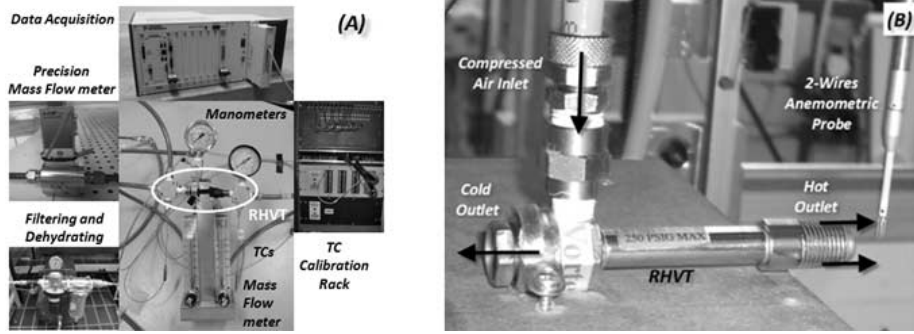 Data Acquisition
(A)
Precision
Mass Flow meter
Manometers
RHVT
Filtering and
Dehydrating
TCs
Mass
Flow
meter
TC
Calibration
Rack
(B)
Compressed
Air Inlet
2-Wires
Anemometric
Probe
Cold
Outlet
Hot
Outlet
250 PSIG MAX
RHVT